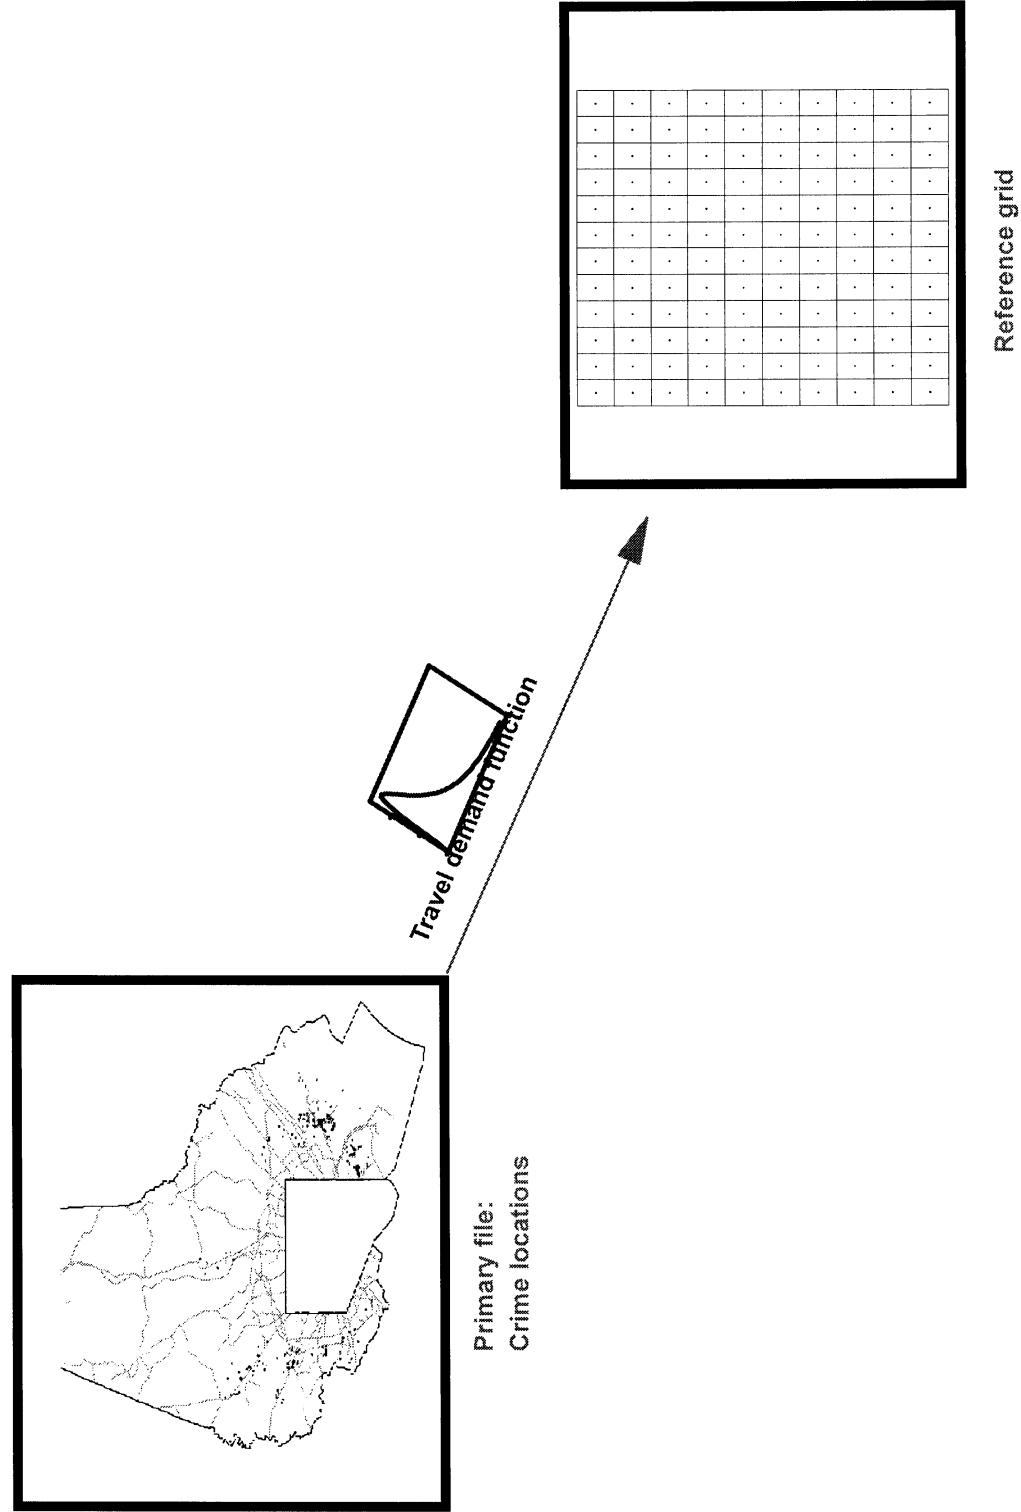 Primary file:
Crime locations
Travel demand function
Reference grid